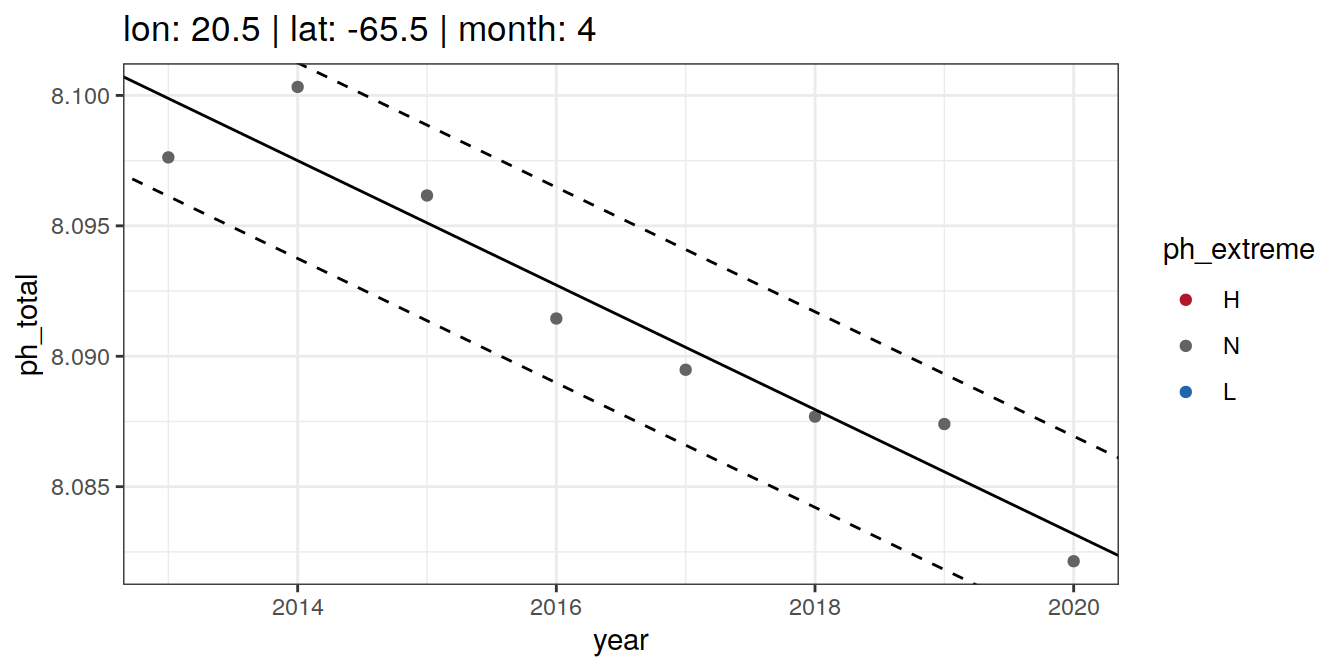 lon: 20.5 | lat: -65.5 | month: 4
8.100
8.095
8.090
8.085
ph_total
2014
2016
2018
2020
year
ph_extreme
H
N
L